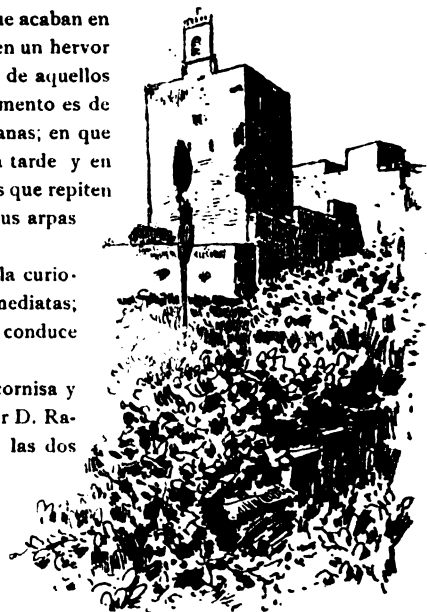 ue acaban en
en un hervor
de aquellos
mento es de
anas; en que
a tarde y en
s que repiten
us arpas
la curio-
mediatas;
conduce
cornisa y
r D. Ra-
las dos